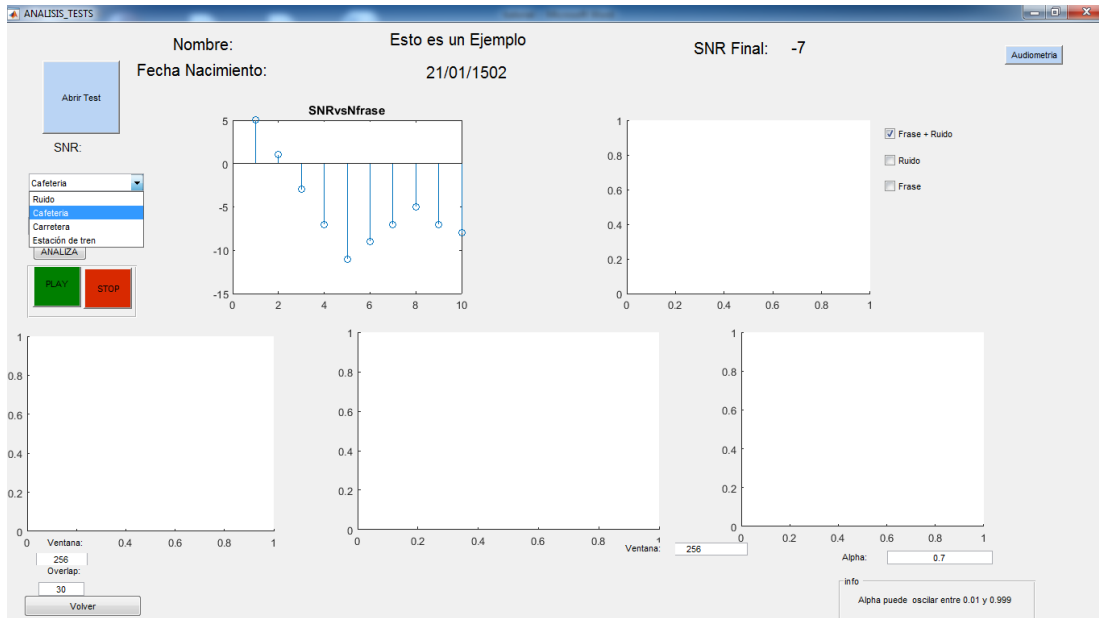 ANALISIS_TESTS
Nombre:
Esto es un Ejemplo
SNR Final: -7
Audiometria
Fecha Nacimiento:
21/01/1502
Abrir Test
SNR:
Cafeteria
Ruido
Cafeteria
Carretera
Estación de tren
ANALIZA
PLAY
STOP
SNRvsNfrase
5
0
-5
-10
-15
0 2 4 6 8 10
1
0.8
0.6
0.4
0.2
0
0 0.2 0.4 0.6 0.8 1
Frase + Ruido
Ruido
Frase
1
0.8
0.6
0.4
0.2
0
0 0.4 0.6 0.8 1
Ventana:
256
Overlap:
30
Volver
1
0.8
0.6
0.4
0.2
0
0 0.2 0.4 0.6 0.8 1
Ventana:
256
1
0.8
0.6
0.4
0.2
0
0 0.2 0.4 0.6 0.8 1
Alpha:
0.7
info
Alpha puede oscilar entre 0.01 y 0.999